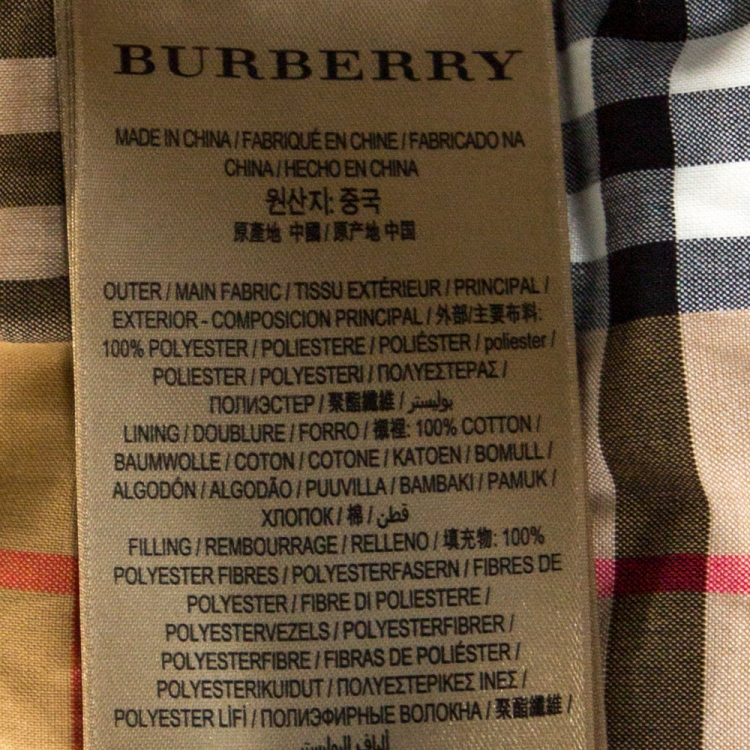 BURBERRY
MADE IN CHINA / FABRIQUÉ EN CHINE / FABRICADO NA
CHINA / HECHO EN CHINA
원산지: 중국
原產地 中國 / 原产地 中国
OUTER / MAIN FABRIC / TISSU EXTÉRIEUR / PRINCIPAL /
EXTERIOR - COMPOSICION PRINCIPAL / 外部/主要布料:
100% POLYESTER / POLIESTERE / POLIÉSTER / poliester /
POLIESTER / POLYESTERI / ΠΟΛΥΕΣΤΕΡΑΣ /
ПОЛИЭСТЕР / 聚酯纖維 / بوليستر
LINING / DOUBLURE / FORRO / 襯裡: 100% COTTON /
BAUMWOLLE / COTON / COTONE / KATOEN / BOMULL /
ALGODÓN / ALGODÃO / PUUVILLA / BAMBAKI / PAMUK /
ХЛОПОК / 棉 / قطن
FILLING / REMBOURRAGE / RELLENO / 填充物: 100%
POLYESTER FIBRES / POLYESTERFASERN / FIBRES DE
POLYESTER / FIBRE DI POLIESTERE /
POLYESTERVEZELS / POLYESTERFIBRER /
POLYESTERFIBRE / FIBRAS DE POLIÉSTER /
POLYESTERIKUIDUT / ΠΟΛΥΕΣΤΕΡΙΚΕΣ ΙΝΕΣ /
POLYESTER LİFİ / ПОЛИЭФИРНЫЕ ВОЛОКНА / 聚酯纖維 /
ألياف البوليستر